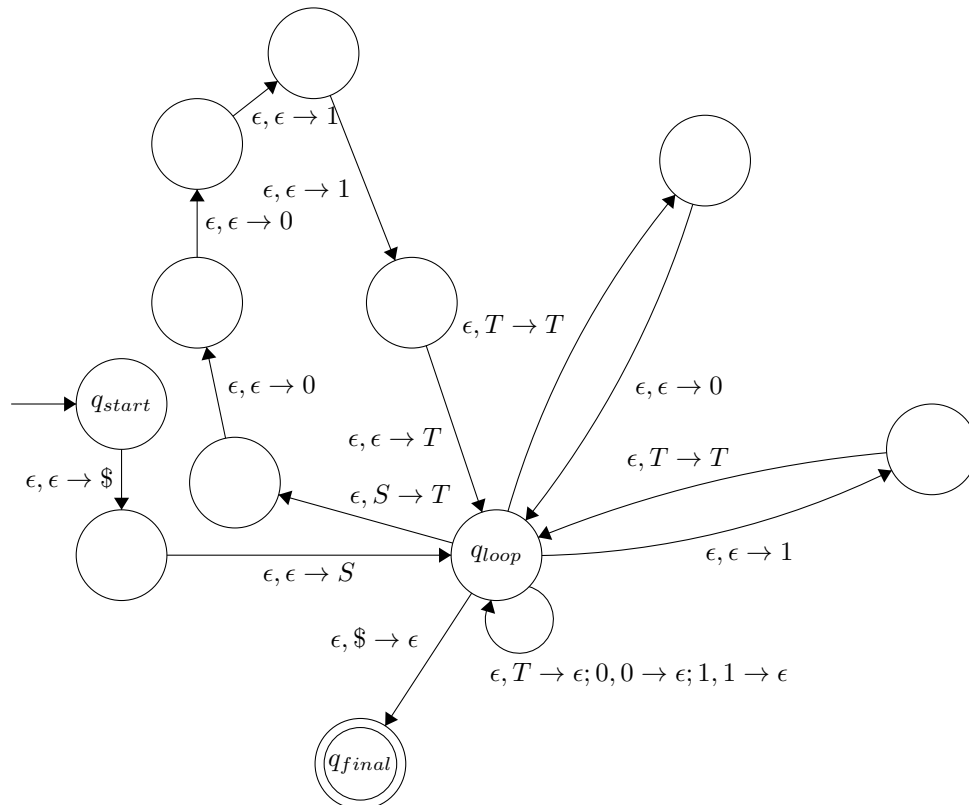 ϵ, ϵ → 1
ϵ, ϵ → 1
ϵ, ϵ → 0
ϵ, T → T
ϵ, ϵ → 0
ϵ, ϵ → 0
q_start
ϵ, ϵ → T
ϵ, T → T
ϵ, ϵ → $
ϵ, S → T
q_loop
ϵ, ϵ → 1
ϵ, ϵ → S
ϵ, $ → ϵ
ϵ, T → ϵ; 0, 0 → ϵ; 1, 1 → ϵ
q_final